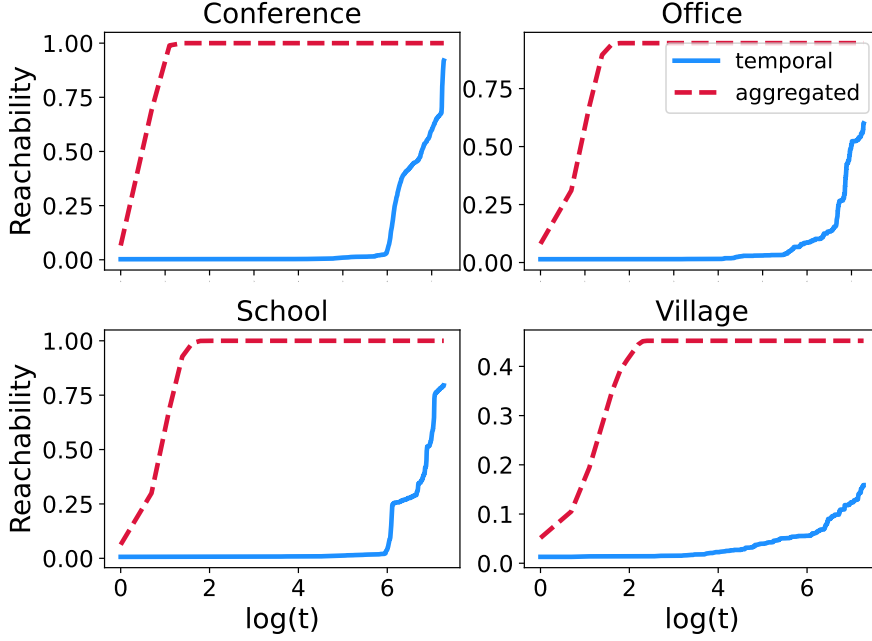 Conference
Office
Reachability
1.00
0.75
0.50
0.25
0.00
0.75
0.50
0.25
0.00
temporal
aggregated
School
Village
Reachability
1.00
0.75
0.50
0.25
0.00
0.4
0.3
0.2
0.1
0.0
0 2 4 6
0 2 4 6
log(t)
log(t)